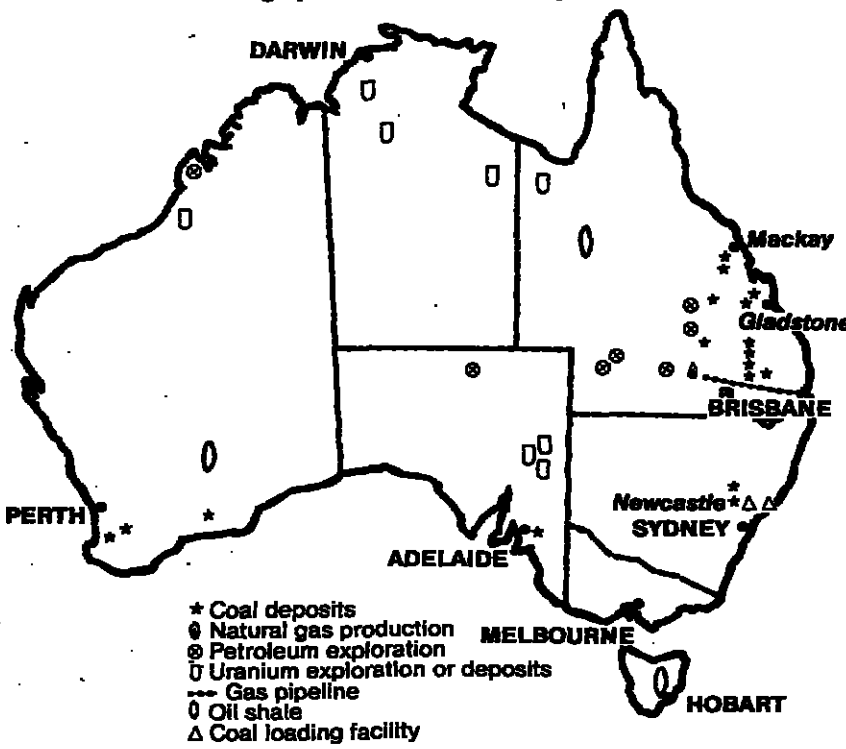 DARWIN
Mackay
Gladstone
BRISBANE
Newcastle
PERTH
SYDNEY
ADELAIDE
Coal deposits
Natural gas production
MELBOURNE
Petroleum exploration
Uranium exploration or deposits
Gas pipeline
Oil shale
HOBART
Coal loading facility